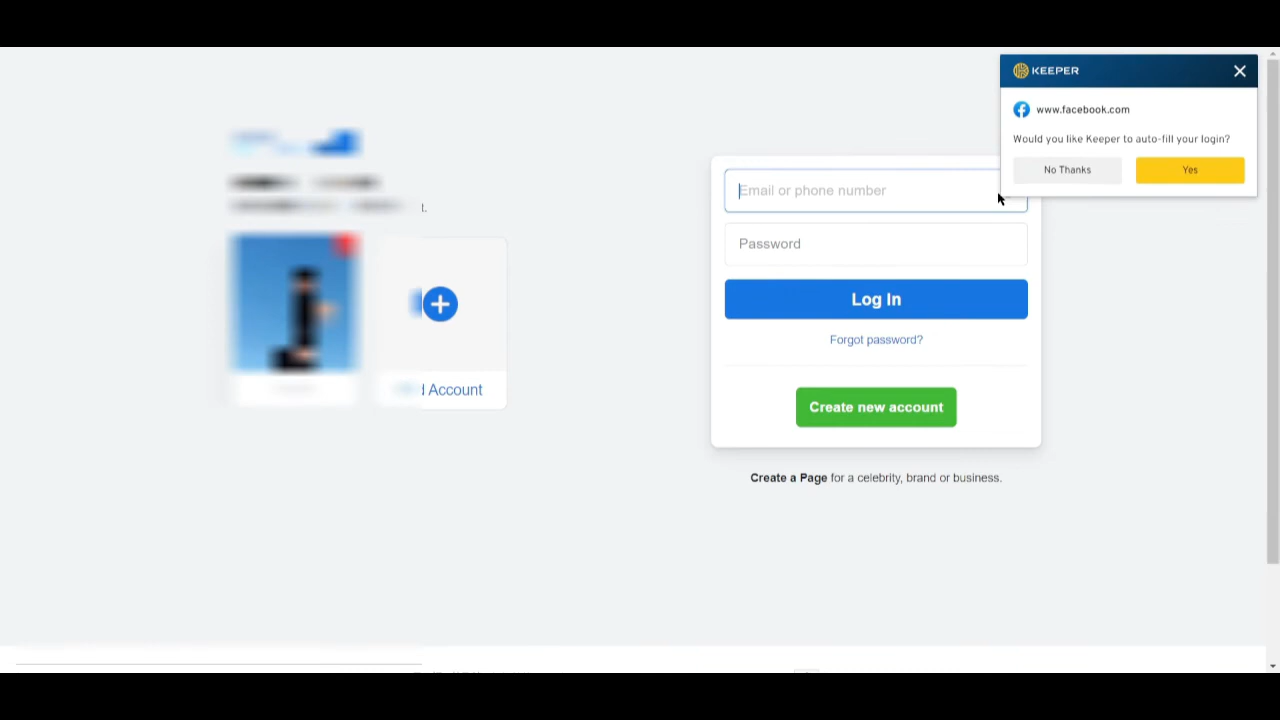 KEEPER
www.facebook.com
Would you like Keeper to auto-fill your login?
No Thanks
Yes
Email or phone number
Password
Log In
Forgot password?
Create new account
Create a Page for a celebrity, brand or business.
t.
Account